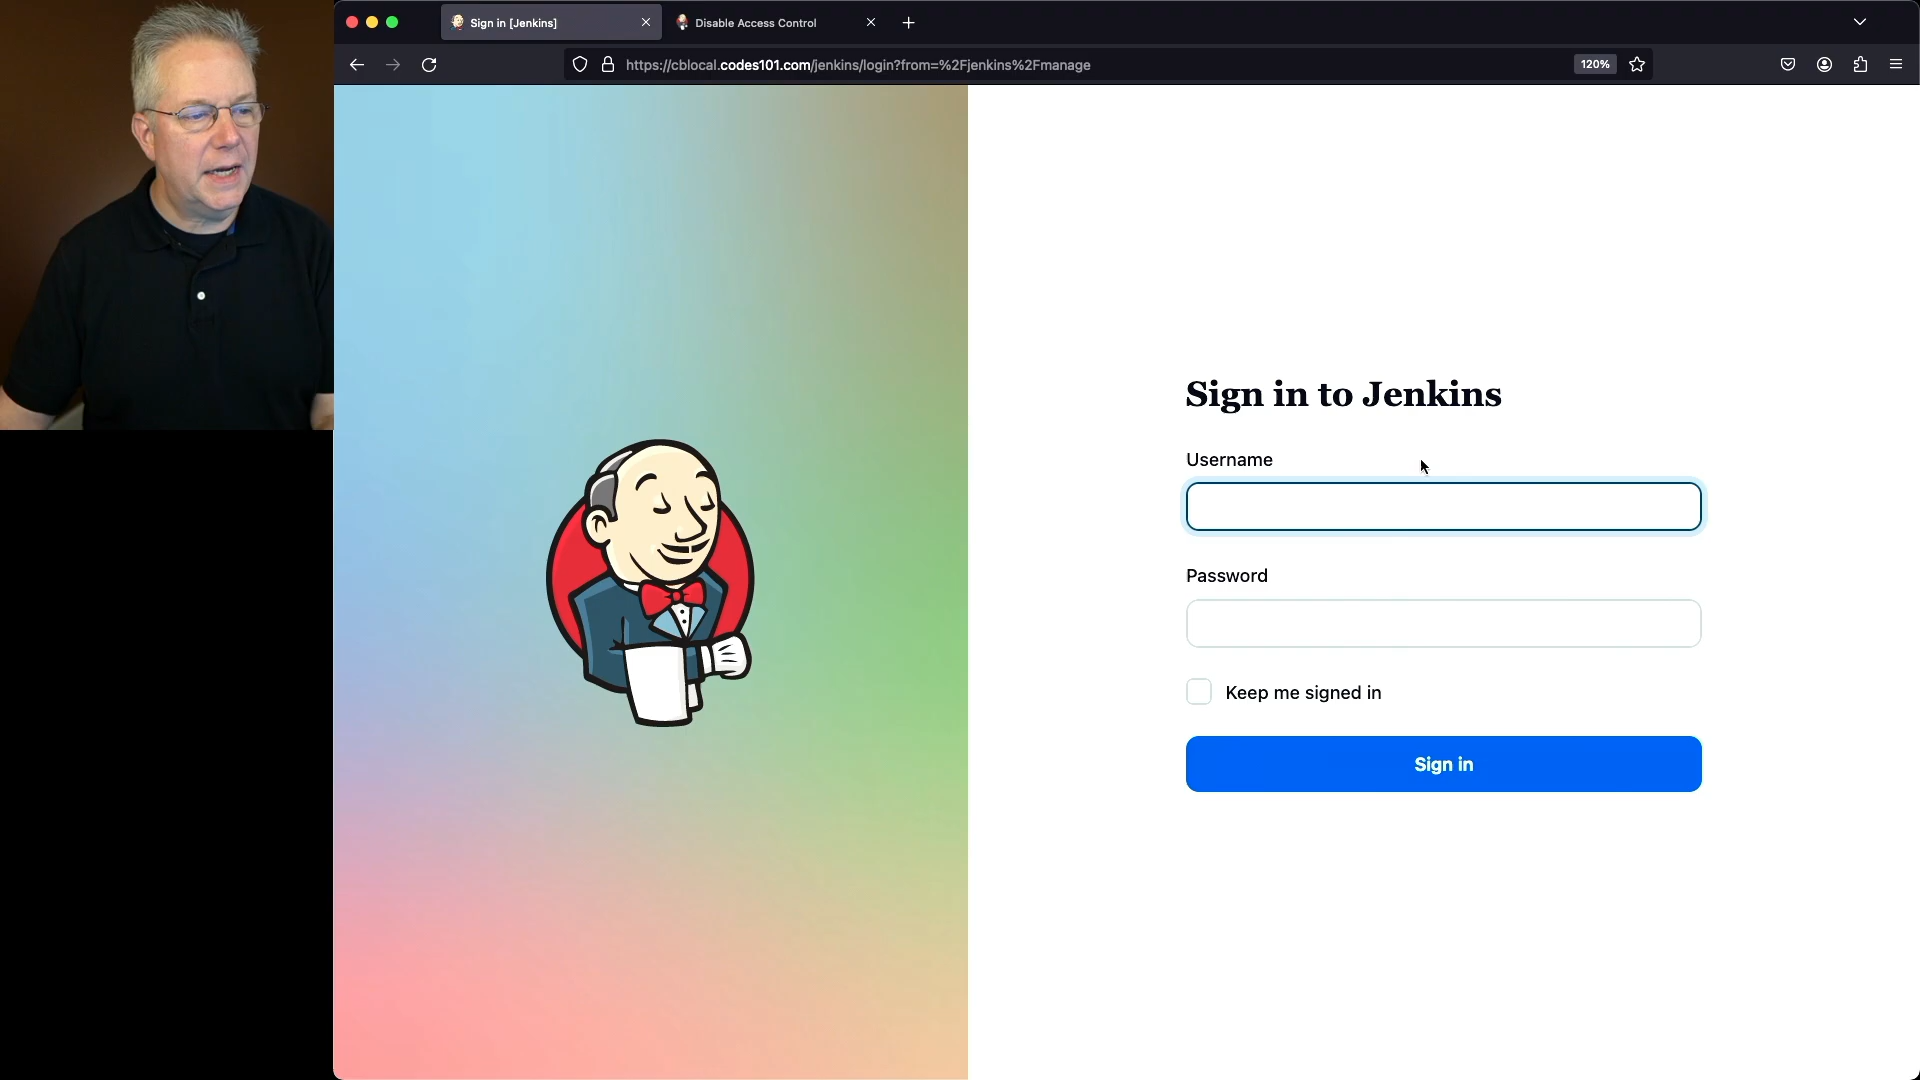 Sign in [Jenkins]
Disable Access Control
https://cblocal.codes101.com/jenkins/login?from=%2Fjenkins%2Fmanage
120%
Sign in to Jenkins
Username
Password
Keep me signed in
Sign in